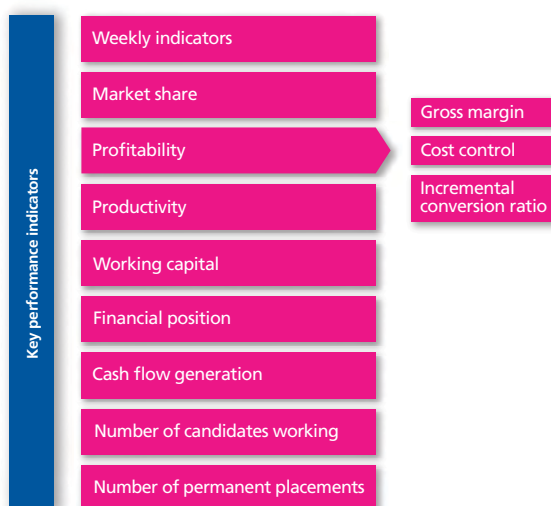 Key performance indicators
Weekly indicators
Market share
Profitability
Productivity
Working capital
Financial position
Cash flow generation
Number of candidates working
Number of permanent placements
Gross margin
Cost control
Incremental
conversion ratio